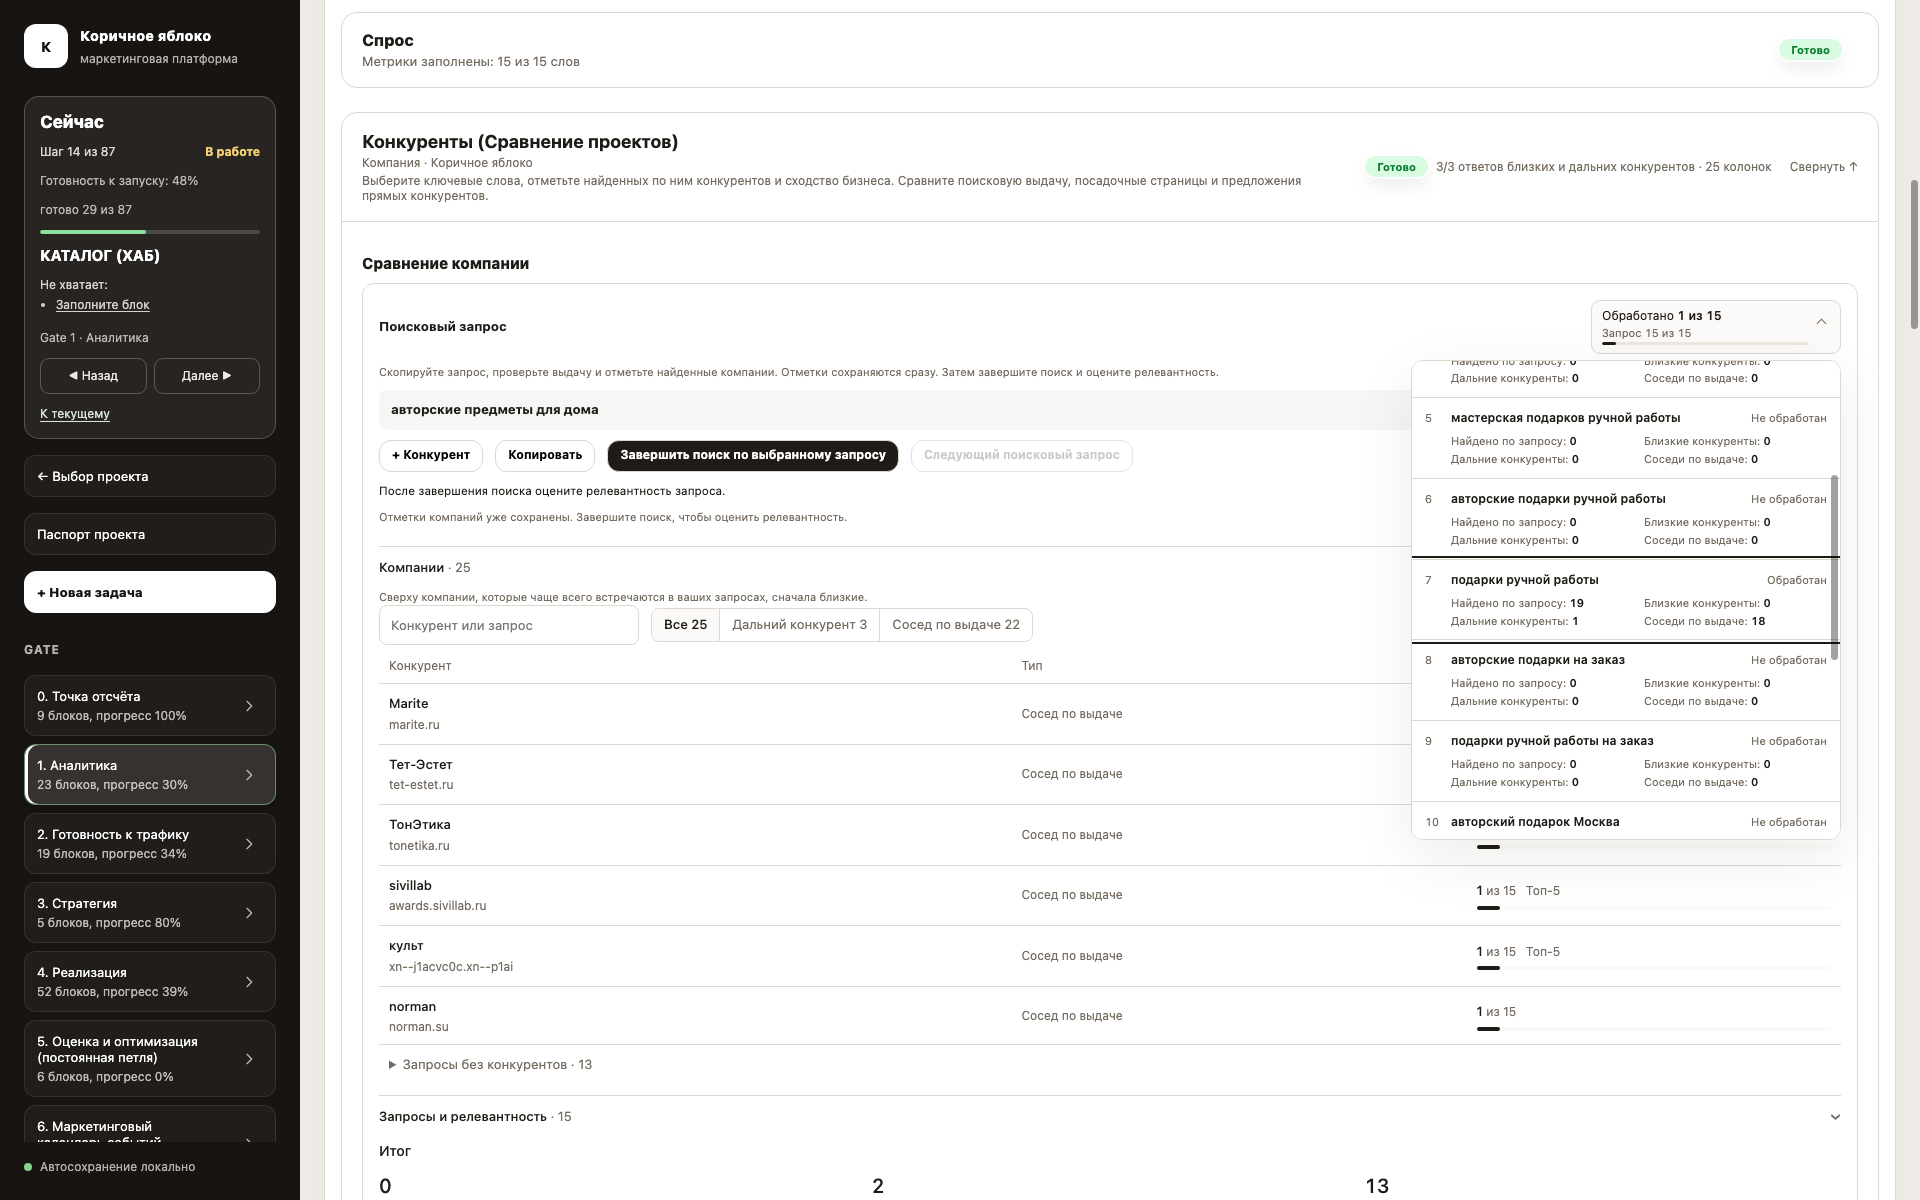 К
Коричное яблоко
маркетинговая платформа
Сейчас
Шаг 14 из 87
В работе
Готовность к запуску: 48%
готово 29 из 87
КАТАЛОГ (ХАБ)
Не хватает:
• Заполните блок
Gate 1 · Аналитика
◀ Назад
Далее ▶
К текущему
← Выбор проекта
Паспорт проекта
+ Новая задача
GATE
0. Точка отсчёта
9 блоков, прогресс 100%
1. Аналитика
23 блоков, прогресс 30%
2. Готовность к трафику
19 блоков, прогресс 34%
3. Стратегия
5 блоков, прогресс 80%
4. Реализация
52 блоков, прогресс 39%
5. Оценка и оптимизация
(постоянная петля)
6 блоков, прогресс 0%
6. Маркетинговый
календарь событий
Автосохранение локально
Спрос
Метрики заполнены: 15 из 15 слов
Готово
Конкуренты (Сравнение проектов)
Компания · Коричное яблоко
Выберите ключевые слова, отметьте найденных по ним конкурентов и сходство бизнеса. Сравните поисковую выдачу, посадочные страницы и предложения
прямых конкурентов.
Готово
3/3 ответов близких и дальних конкурентов · 25 колонок
Свернуть ↑
Сравнение компании
Поисковый запрос
Обработано 1 из 15
Запрос 15 из 15
Скопируйте запрос, проверьте выдачу и отметьте найденные компании. Отметки сохраняются сразу. Затем завершите поиск и оцените релевантность.
авторские предметы для дома
+ Конкурент
Копировать
Завершить поиск по выбранному запросу
Следующий поисковый запрос
После завершения поиска оцените релевантность запроса.
Отметки компаний уже сохранены. Завершите поиск, чтобы оценить релевантность.
Компании · 25
Сверху компании, которые чаще всего встречаются в ваших запросах, сначала близкие.
Конкурент или запрос
Все 25
Дальний конкурент 3
Сосед по выдаче 22
Конкурент
Тип
Marite
marite.ru
Сосед по выдаче
Тет-Эстет
tet-estet.ru
Сосед по выдаче
ТонЭтика
tonetika.ru
Сосед по выдаче
sivillab
awards.sivillab.ru
Сосед по выдаче
1 из 15 Топ-5
культ
xn--j1acvc0c.xn--p1ai
Сосед по выдаче
1 из 15 Топ-5
norman
norman.su
Сосед по выдаче
1 из 15
▶ Запросы без конкурентов · 13
Запросы и релевантность · 15
Итог
0
2
13
Найдено по запросу: 0
Близкие конкуренты: 0
Дальние конкуренты: 0
Соседи по выдаче: 0
5 мастерская подарков ручной работы
Не обработан
Найдено по запросу: 0
Близкие конкуренты: 0
Дальние конкуренты: 0
Соседи по выдаче: 0
6 авторские подарки ручной работы
Не обработан
Найдено по запросу: 0
Близкие конкуренты: 0
Дальние конкуренты: 0
Соседи по выдаче: 0
7 подарки ручной работы
Обработан
Найдено по запросу: 19
Близкие конкуренты: 0
Дальние конкуренты: 1
Соседи по выдаче: 18
8 авторские подарки на заказ
Не обработан
Найдено по запросу: 0
Близкие конкуренты: 0
Дальние конкуренты: 0
Соседи по выдаче: 0
9 подарки ручной работы на заказ
Не обработан
Найдено по запросу: 0
Близкие конкуренты: 0
Дальние конкуренты: 0
Соседи по выдаче: 0
10 авторский подарок Москва
Не обработан